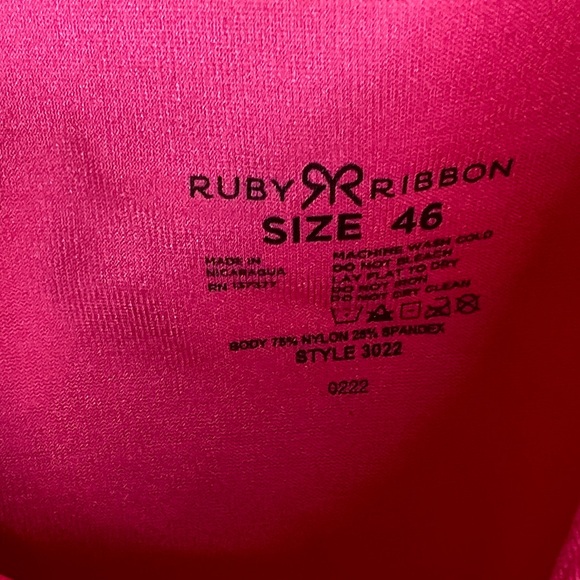 RUBY RIBBON
SIZE 46
MADE IN
NICARAGUA
RN
MACHINE WASH COLD
DO NOT BLEACH
LAY FLAT TO DRY
DO NOT IRON
DO NOT DRY CLEAN
BODY 75% NYLON 25% SPANDEX
STYLE 3022
0222